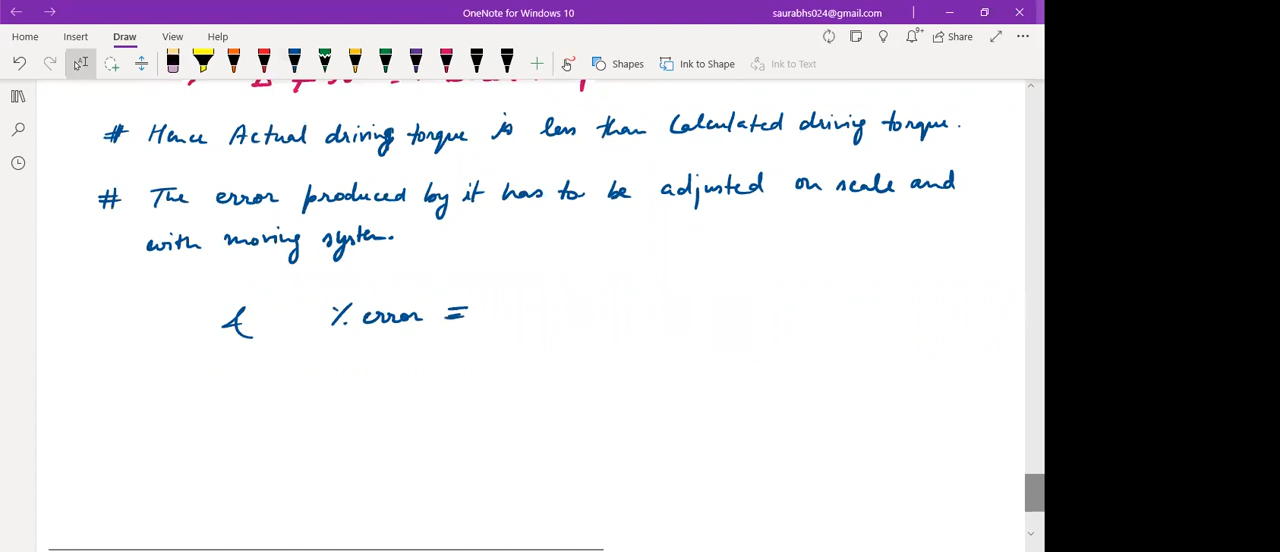 OneNote for Windows 10
saurabhs024@gmail.com
Home Insert Draw View Help
9+ Share
Shapes Ink to Shape Ink to Text
# Hence Actual driving torque is less than Calculated driving torque.
# The error produced by it has to be adjusted on scale and
with moving system.
& % error =